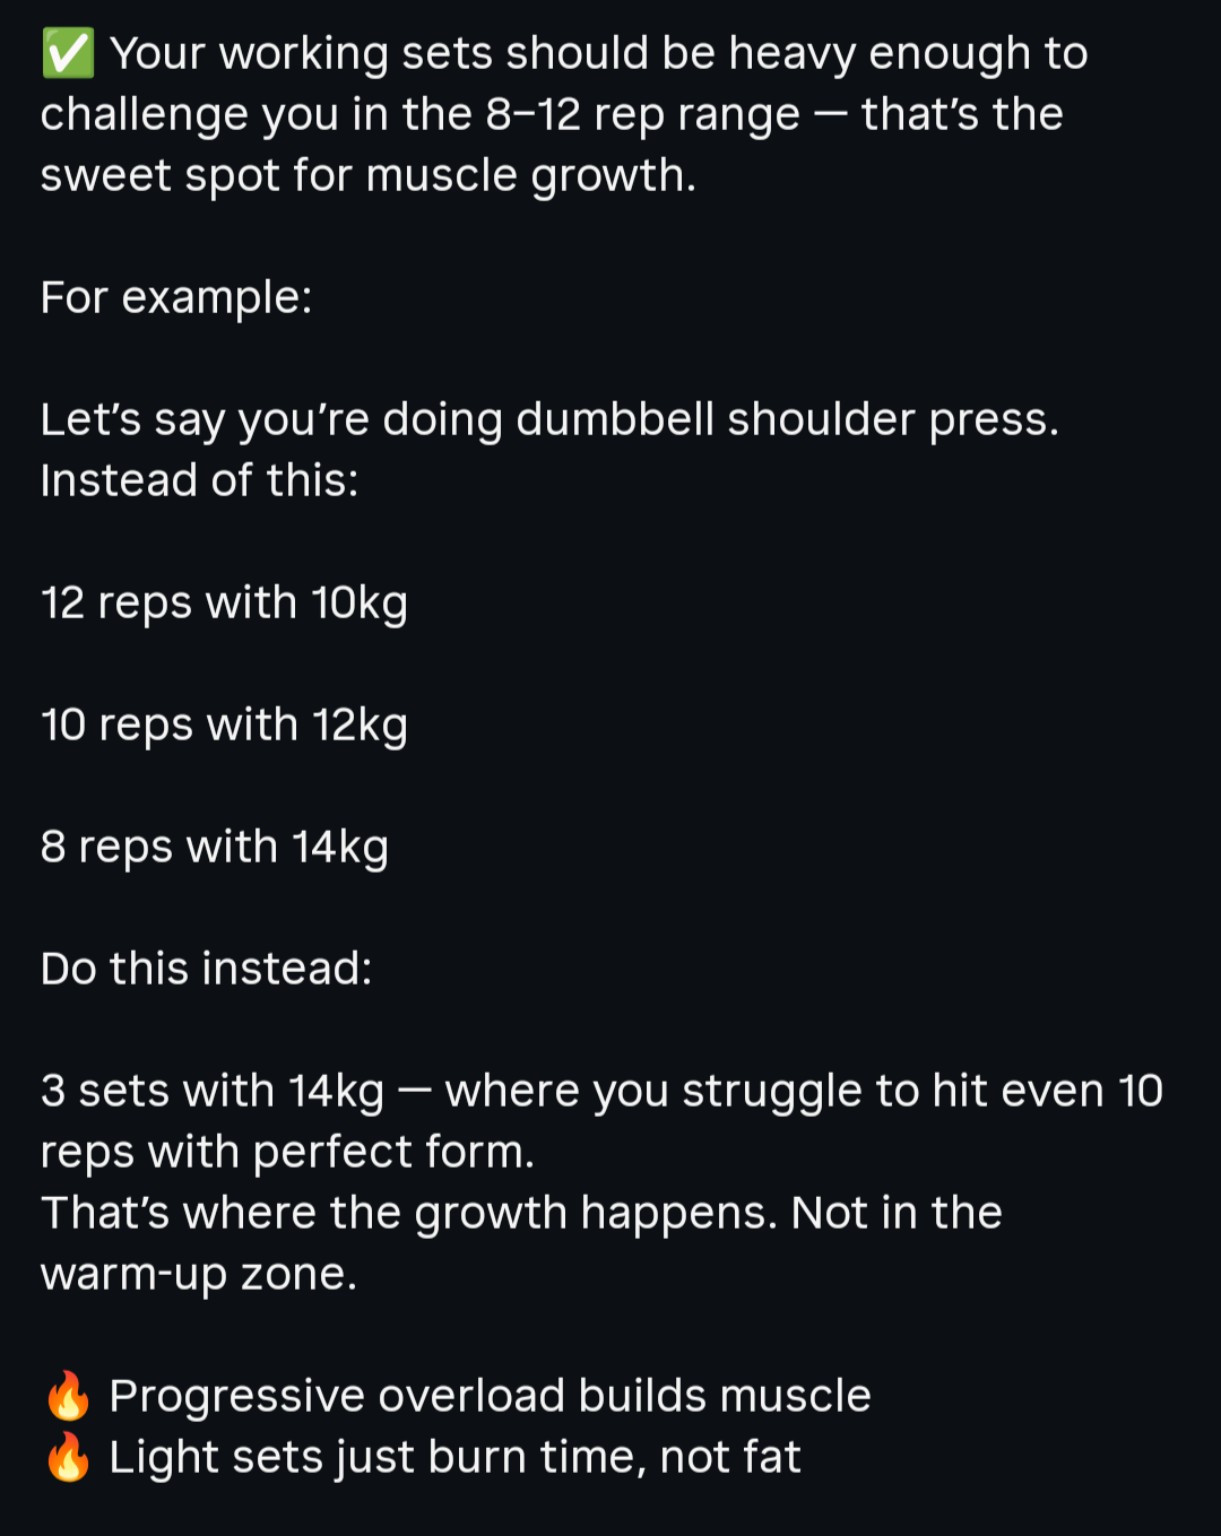 ✅ Your working sets should be heavy enough to
challenge you in the 8–12 rep range — that’s the
sweet spot for muscle growth.
For example:
Let’s say you’re doing dumbbell shoulder press.
Instead of this:
12 reps with 10kg
10 reps with 12kg
8 reps with 14kg
Do this instead:
3 sets with 14kg — where you struggle to hit even 10
reps with perfect form.
That’s where the growth happens. Not in the
warm-up zone.
🔥 Progressive overload builds muscle
🔥 Light sets just burn time, not fat